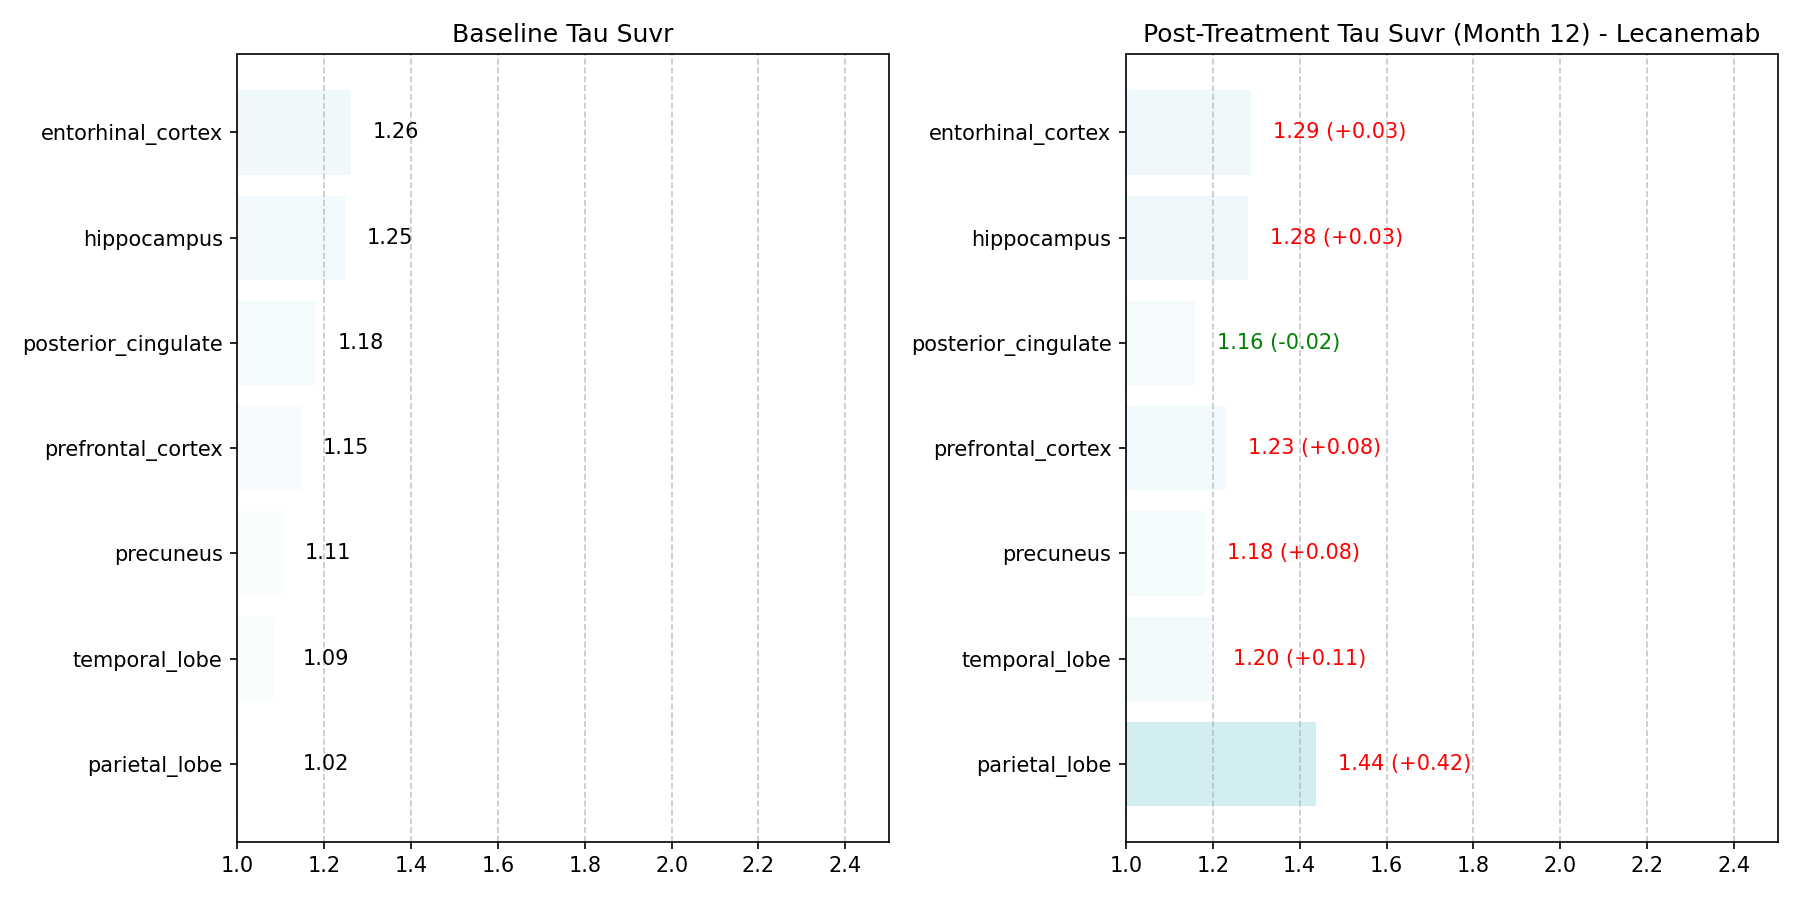 Baseline Tau Suvr
entorhinal_cortex
1.26
hippocampus
1.25
posterior_cingulate
1.18
prefrontal_cortex
1.15
precuneus
1.11
temporal_lobe
1.09
parietal_lobe
1.02
1.0 1.2 1.4 1.6 1.8 2.0 2.2 2.4
Post-Treatment Tau Suvr (Month 12) - Lecanemab
entorhinal_cortex
1.29 (+0.03)
hippocampus
1.28 (+0.03)
posterior_cingulate
1.16 (-0.02)
prefrontal_cortex
1.23 (+0.08)
precuneus
1.18 (+0.08)
temporal_lobe
1.20 (+0.11)
parietal_lobe
1.44 (+0.42)
1.0 1.2 1.4 1.6 1.8 2.0 2.2 2.4